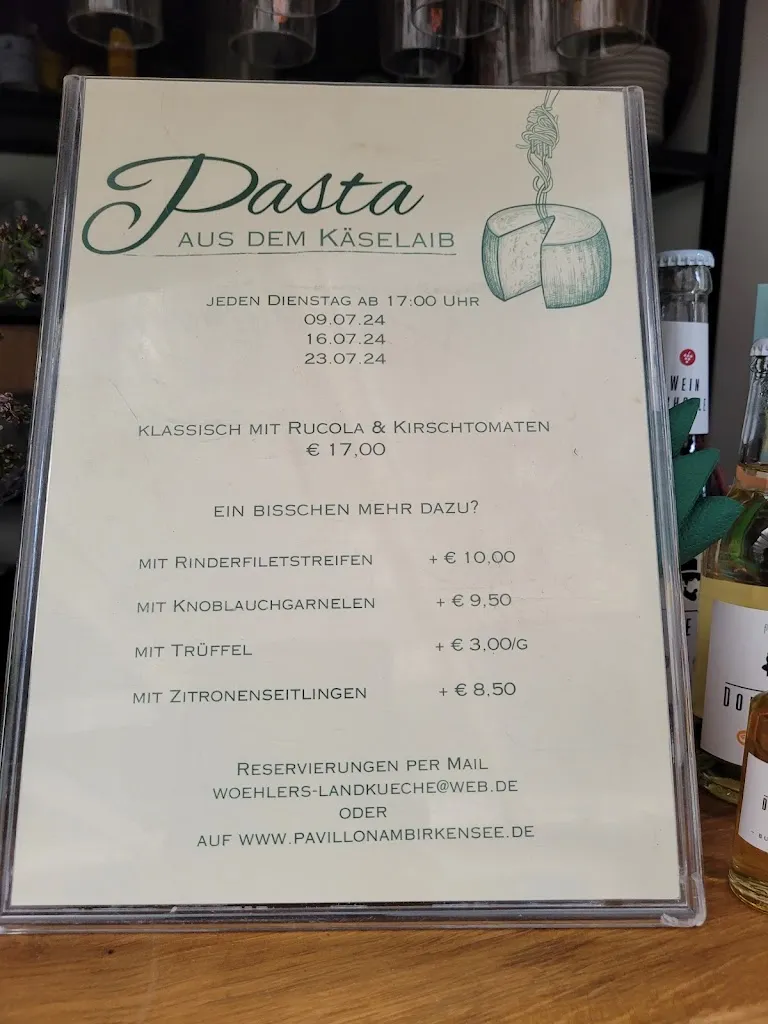 Pasta
AUS DEM KÄSELAIB
JEDEN DIENSTAG AB 17:00 UHR
09.07.24
16.07.24
23.07.24
KLASSISCH MIT RUCOLA & KIRSCHTOMATEN
€ 17,00
EIN BISSCHEN MEHR DAZU?
MIT RINDERFILETSTREIFEN + € 10,00
MIT KNOBLAUCHGARNELEN + € 9,50
MIT TRÜFFEL + € 3,00/G
MIT ZITRONENSEITLINGEN + € 8,50
RESERVIERUNGEN PER MAIL
WOEHLERS-LANDKUECHE@WEB.DE
ODER
AUF WWW.PAVILLONAMBIRKENSEE.DE
WEIN